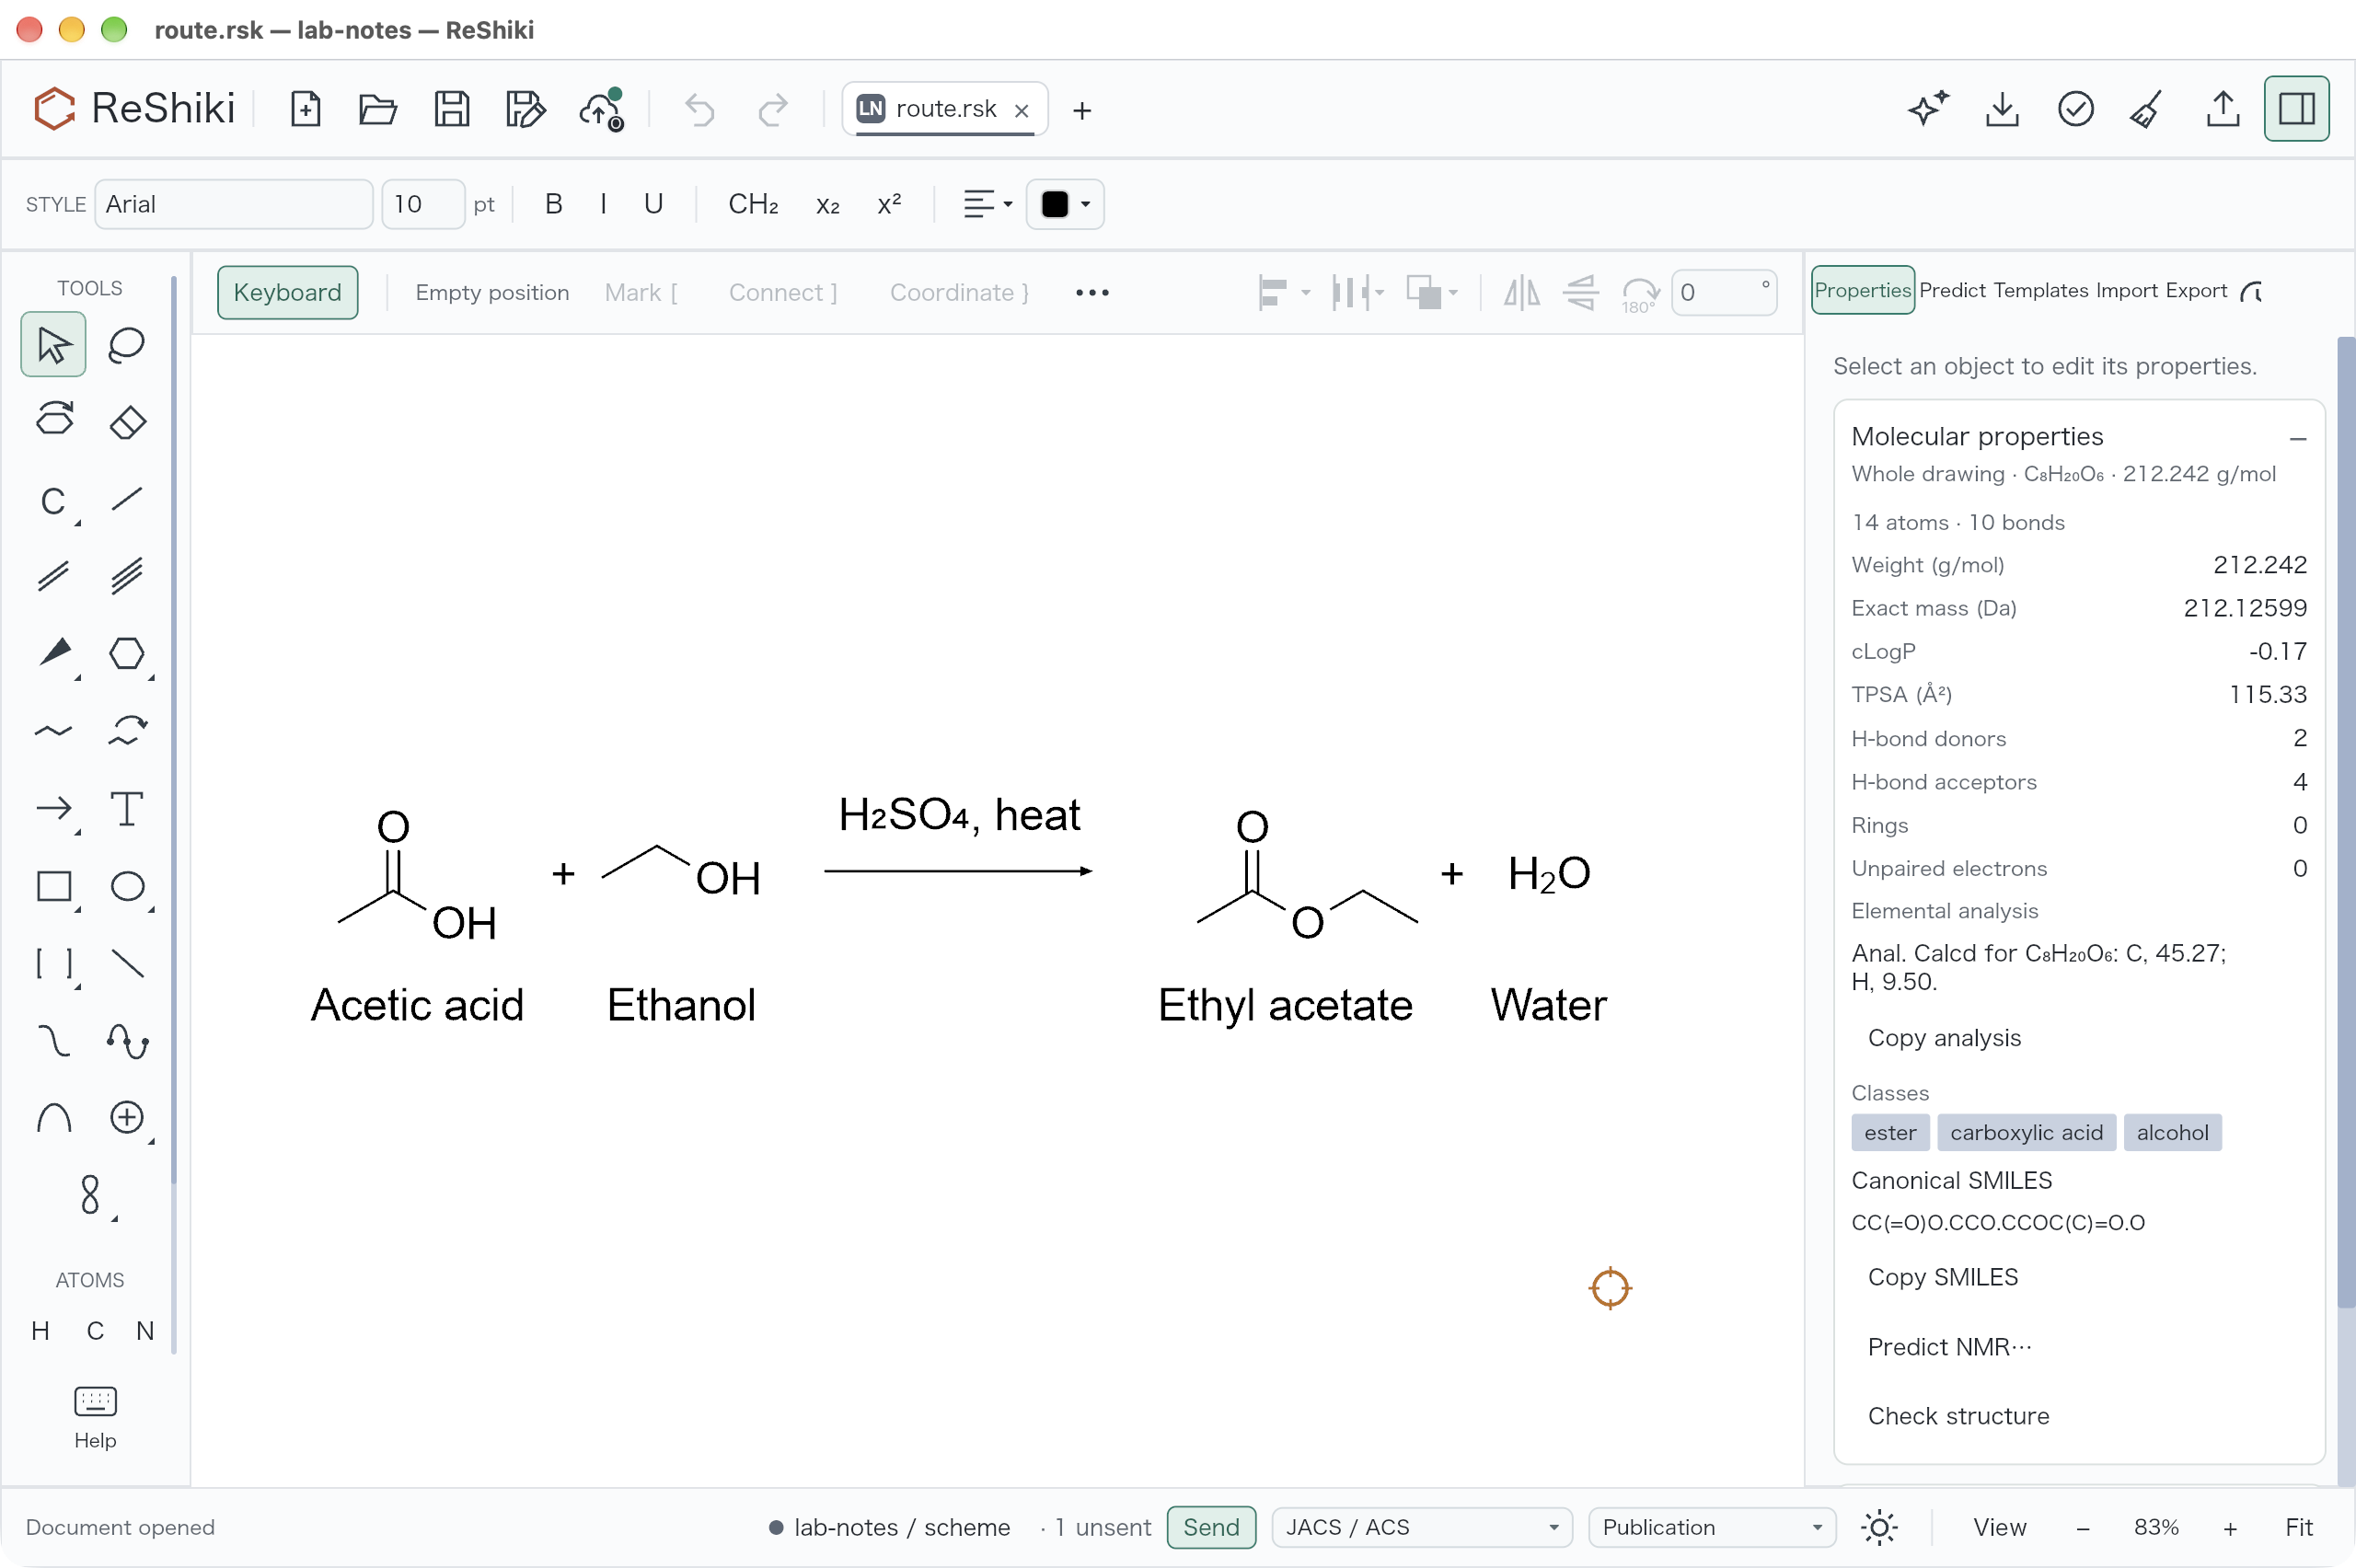 route.rsk — lab-notes — ReShiki
ReShiki
LN route.rsk × +
STYLE Arial 10 pt B I U CH₂ x₂ x²
TOOLS
Keyboard Empty position Mark [ Connect ] Coordinate } ••• 180° 0 °
Properties Predict Templates Import Export
Select an object to edit its properties.
Molecular properties –
Whole drawing · C₈H₂₀O₆ · 212.242 g/mol
14 atoms · 10 bonds
Weight (g/mol) 212.242
Exact mass (Da) 212.12599
cLogP -0.17
TPSA (Å²) 115.33
H-bond donors 2
H-bond acceptors 4
Rings 0
Unpaired electrons 0
Elemental analysis
Anal. Calcd for C₈H₂₀O₆: C, 45.27;
H, 9.50.
Copy analysis
Classes
ester carboxylic acid alcohol
Canonical SMILES
CC(=O)O.CCO.CCOC(C)=O.O
Copy SMILES
Predict NMR···
Check structure
C
T
[ ]
ATOMS
H C N
Help
H₂SO₄, heat
O OH + OH O O + H₂O
Acetic acid Ethanol Ethyl acetate Water
Document opened lab-notes / scheme · 1 unsent Send JACS / ACS Publication View – 83% + Fit